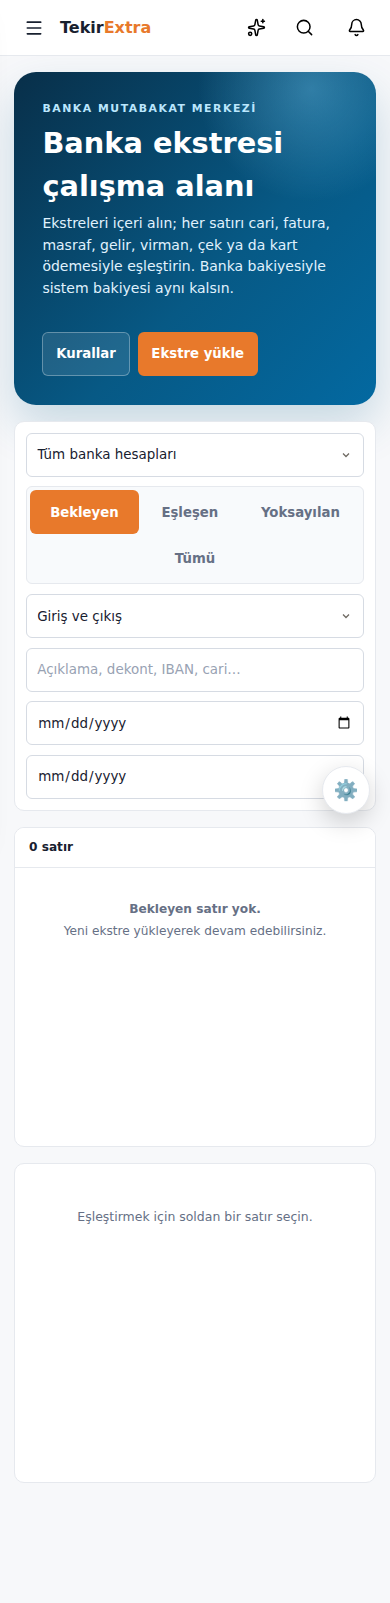 TekirExtra
BANKA MUTABAKAT MERKEZİ
Banka ekstresi
çalışma alanı
Ekstreleri içeri alın; her satırı cari, fatura,
masraf, gelir, virman, çek ya da kart
ödemesiyle eşleştirin. Banka bakiyesiyle
sistem bakiyesi aynı kalsın.
Kurallar
Ekstre yükle
Tüm banka hesapları
Bekleyen
Eşleşen
Yoksayılan
Tümü
Giriş ve çıkış
Açıklama, dekont, IBAN, cari...
mm/dd/yyyy
mm/dd/yyyy
0 satır
Bekleyen satır yok.
Yeni ekstre yükleyerek devam edebilirsiniz.
Eşleştirmek için soldan bir satır seçin.